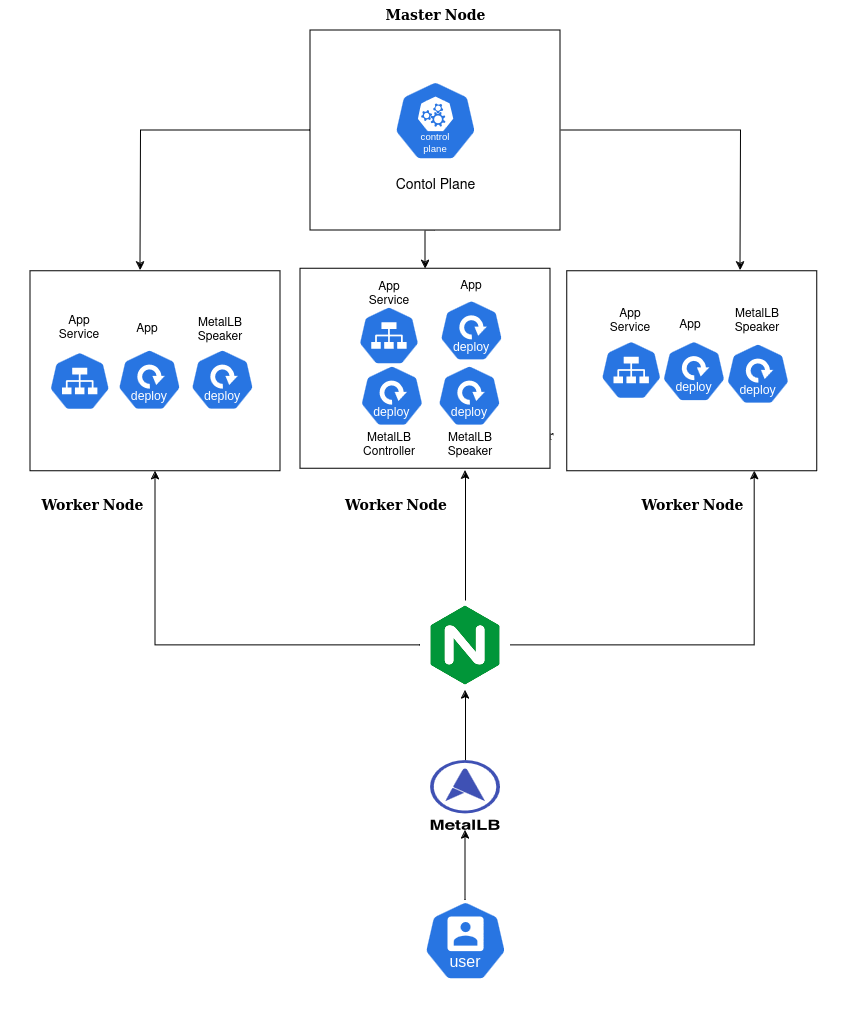 Master Node
control
plane
Contol Plane
App
Service
App
MetalLB
Speaker
deploy
deploy
App
Service
App
deploy
deploy
deploy
MetalLB
Controller
MetalLB
Speaker
App
Service
App
MetalLB
Speaker
deploy
deploy
r
Worker Node
Worker Node
Worker Node
N
MetalLB
user